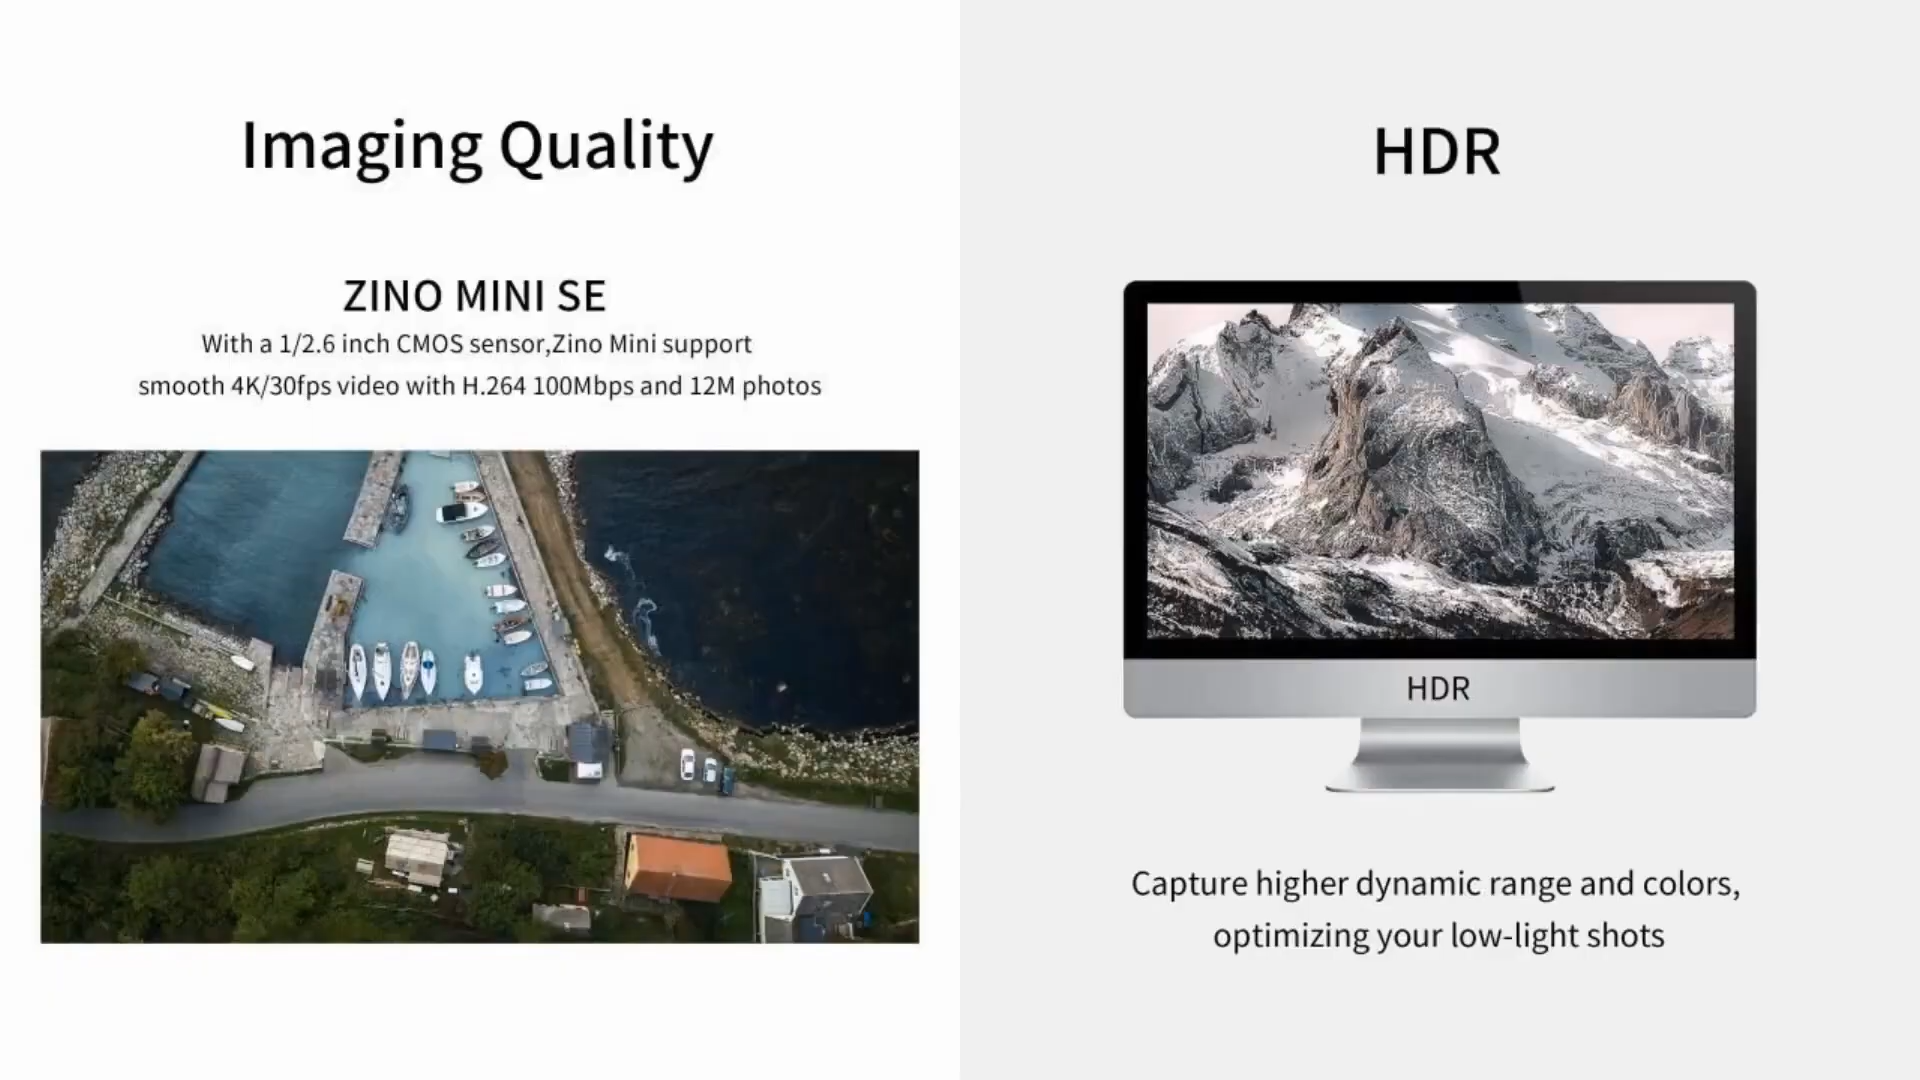 Imaging Quality
ZINO MINI SE
With a 1/2.6 inch CMOS sensor,Zino Mini support
smooth 4K/30fps video with H.264 100Mbps and 12M photos
HDR
HDR
Capture higher dynamic range and colors,
optimizing your low-light shots